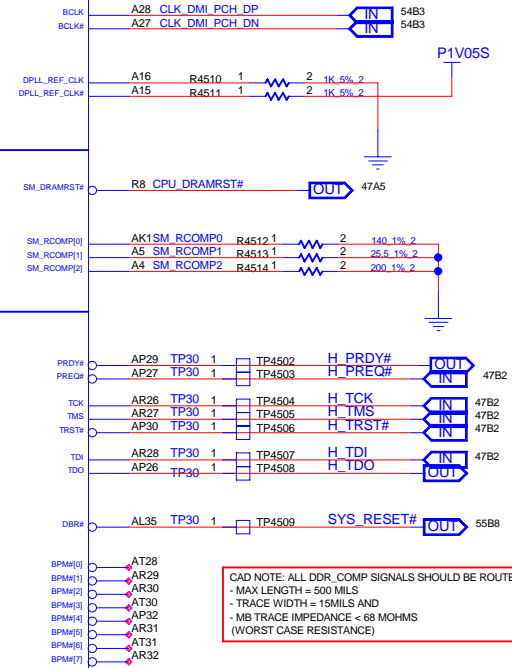 BCLK A28 CLK_DMI_PCH_DP IN 54B3
BCLK# A27 CLK_DMI_PCH_DN IN 54B3
P1V05S
DPLL_REF_CLK A16 R4510 1 2 1K_5%_2
DPLL_REF_CLK# A15 R4511 1 2 1K_5%_2
SM_DRAMRST# R8 CPU_DRAMRST# OUT 47A5
SM_RCOMP[0] AK1 SM_RCOMP0 R4512 1 2 140_1%_2
SM_RCOMP[1] A5 SM_RCOMP1 R4513 1 2 25.5_1%_2
SM_RCOMP[2] A4 SM_RCOMP2 R4514 1 2 200_1%_2
PRDY# AP29 TP30 1 TP4502 H_PRDY# OUT
PREQ# AP27 TP30 1 TP4503 H_PREQ# IN 47B2
TCK AR26 TP30 1 TP4504 H_TCK IN 47B2
TMS AR27 TP30 1 TP4505 H_TMS IN 47B2
TRST# AP30 TP30 1 TP4506 H_TRST# IN 47B2
TDI AR28 TP30 1 TP4507 H_TDI IN 47B2
TDO AP26 TP30 1 TP4508 H_TDO OUT
DBR# AL35 TP30 1 TP4509 SYS_RESET# OUT 55B8
BPM#[0] AT28
BPM#[1] AR29
BPM#[2] AR30
BPM#[3] AT30
BPM#[4] AP32
BPM#[5] AR31
BPM#[6] AT31
BPM#[7] AR32
CAD NOTE: ALL DDR_COMP SIGNALS SHOULD BE ROUTE
- MAX LENGTH = 500 MILS
- TRACE WIDTH = 15MILS AND
- MB TRACE IMPEDANCE < 68 MOHMS
(WORST CASE RESISTANCE)